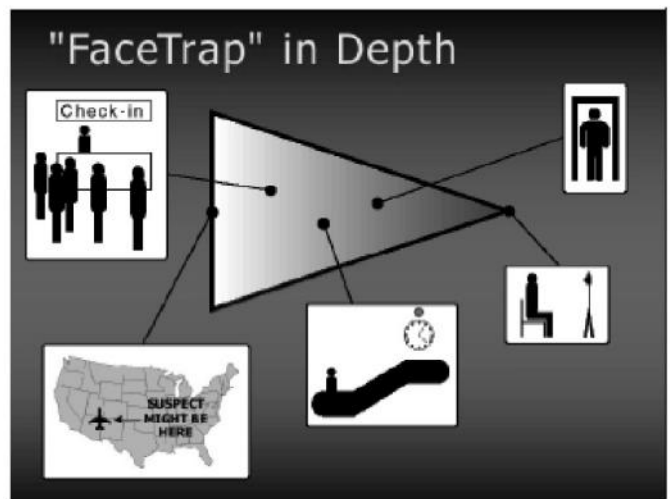 "FaceTrap" in Depth
Check-in
SUSPECT
MIGHT BE
HERE